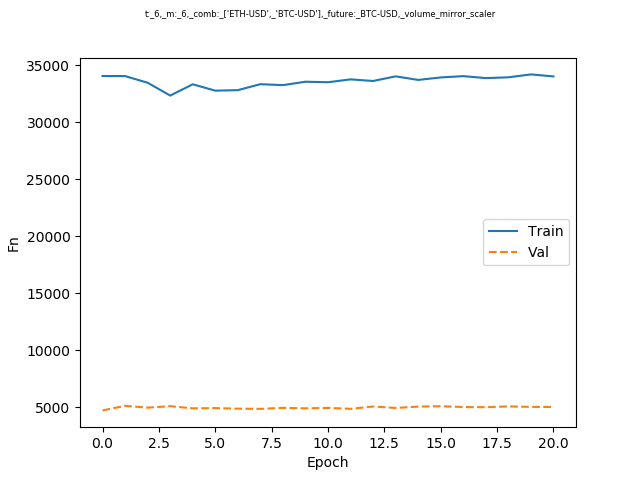 t:_6,_m:_6,_comb:_['ETH-USD',_'BTC-USD'],_future:_BTC-USD,_volume_mirror_scaler
35000
30000
25000
20000
15000
10000
5000
Fn
Train
Val
0.0 2.5 5.0 7.5 10.0 12.5 15.0 17.5 20.0
Epoch